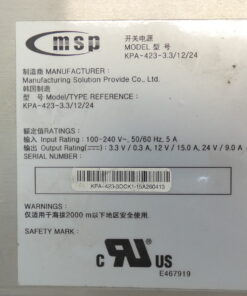 msp
开关电源
MODEL 型 号
KPA-423-3.3/12/24
制造商 MANUFACTURER :
Manufacturing Solution Provide Co., Ltd.
韩国制造
型 号 Model/TYPE REFERENCE :
KPA-423-3.3/12/24
额定值RATINGS :
输 入 Input Rating : 100-240 V~, 50/60 Hz, 5 A
输 出 Output Rating(⎓) : 3.3 V/0.3 A, 12 V/15.0 A, 24 V/9.0 A
SERIAL NUMBER :
WARNINGS :
仅适用于海拔2000 m以下地区安全使用.
SAFETY MARK :
c RU US
E467919